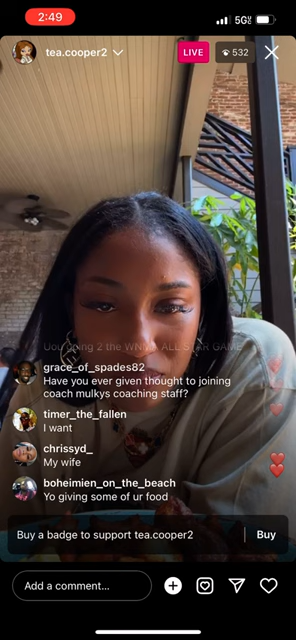 2:49
5G
tea.cooper2
LIVE
532
2 the WNBA ALL STAR GAME
grace_of_spades82
Have you ever given thought to joining
coach mulkys coaching staff?
timer_the_fallen
I want
chrissyd_
My wife
boheimien_on_the_beach
Yo giving some of ur food
Buy a badge to support tea.cooper2
Buy
Add a comment...